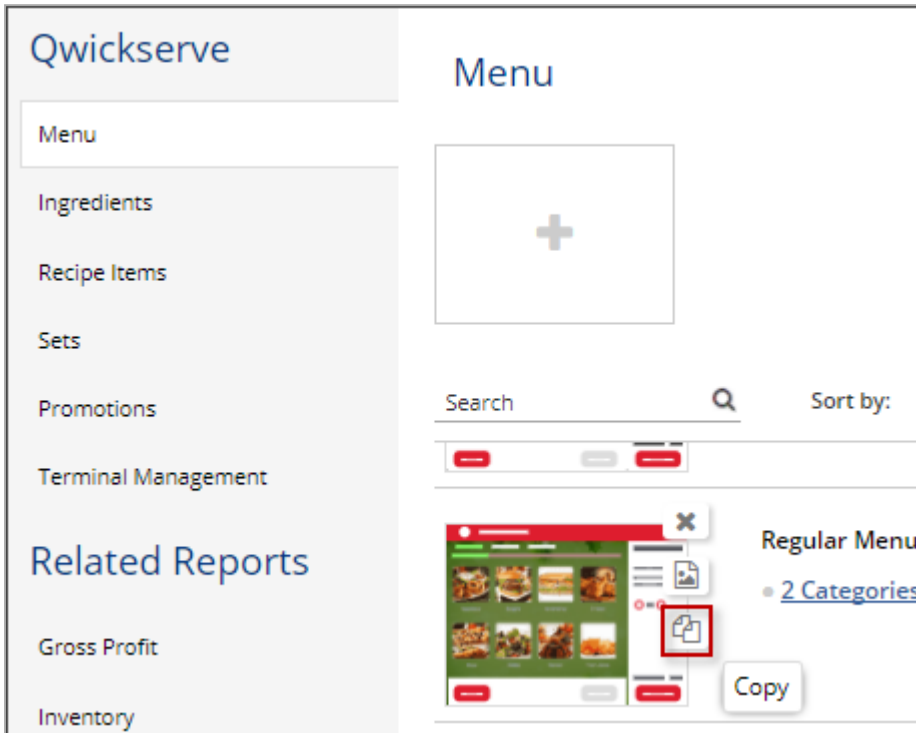 Qwickserve
Menu
Ingredients
Recipe Items
Sets
Promotions
Terminal Management
Related Reports
Gross Profit
Inventory
Menu
Search
Sort by:
Regular Menu
2 Categories
Copy